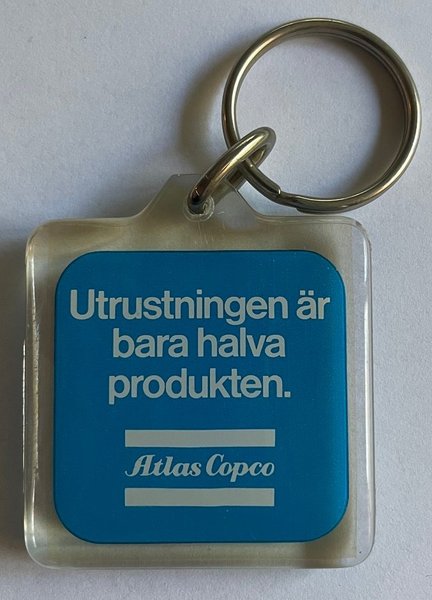 Utrustningen är
bara halva
produkten.
Atlas Copco